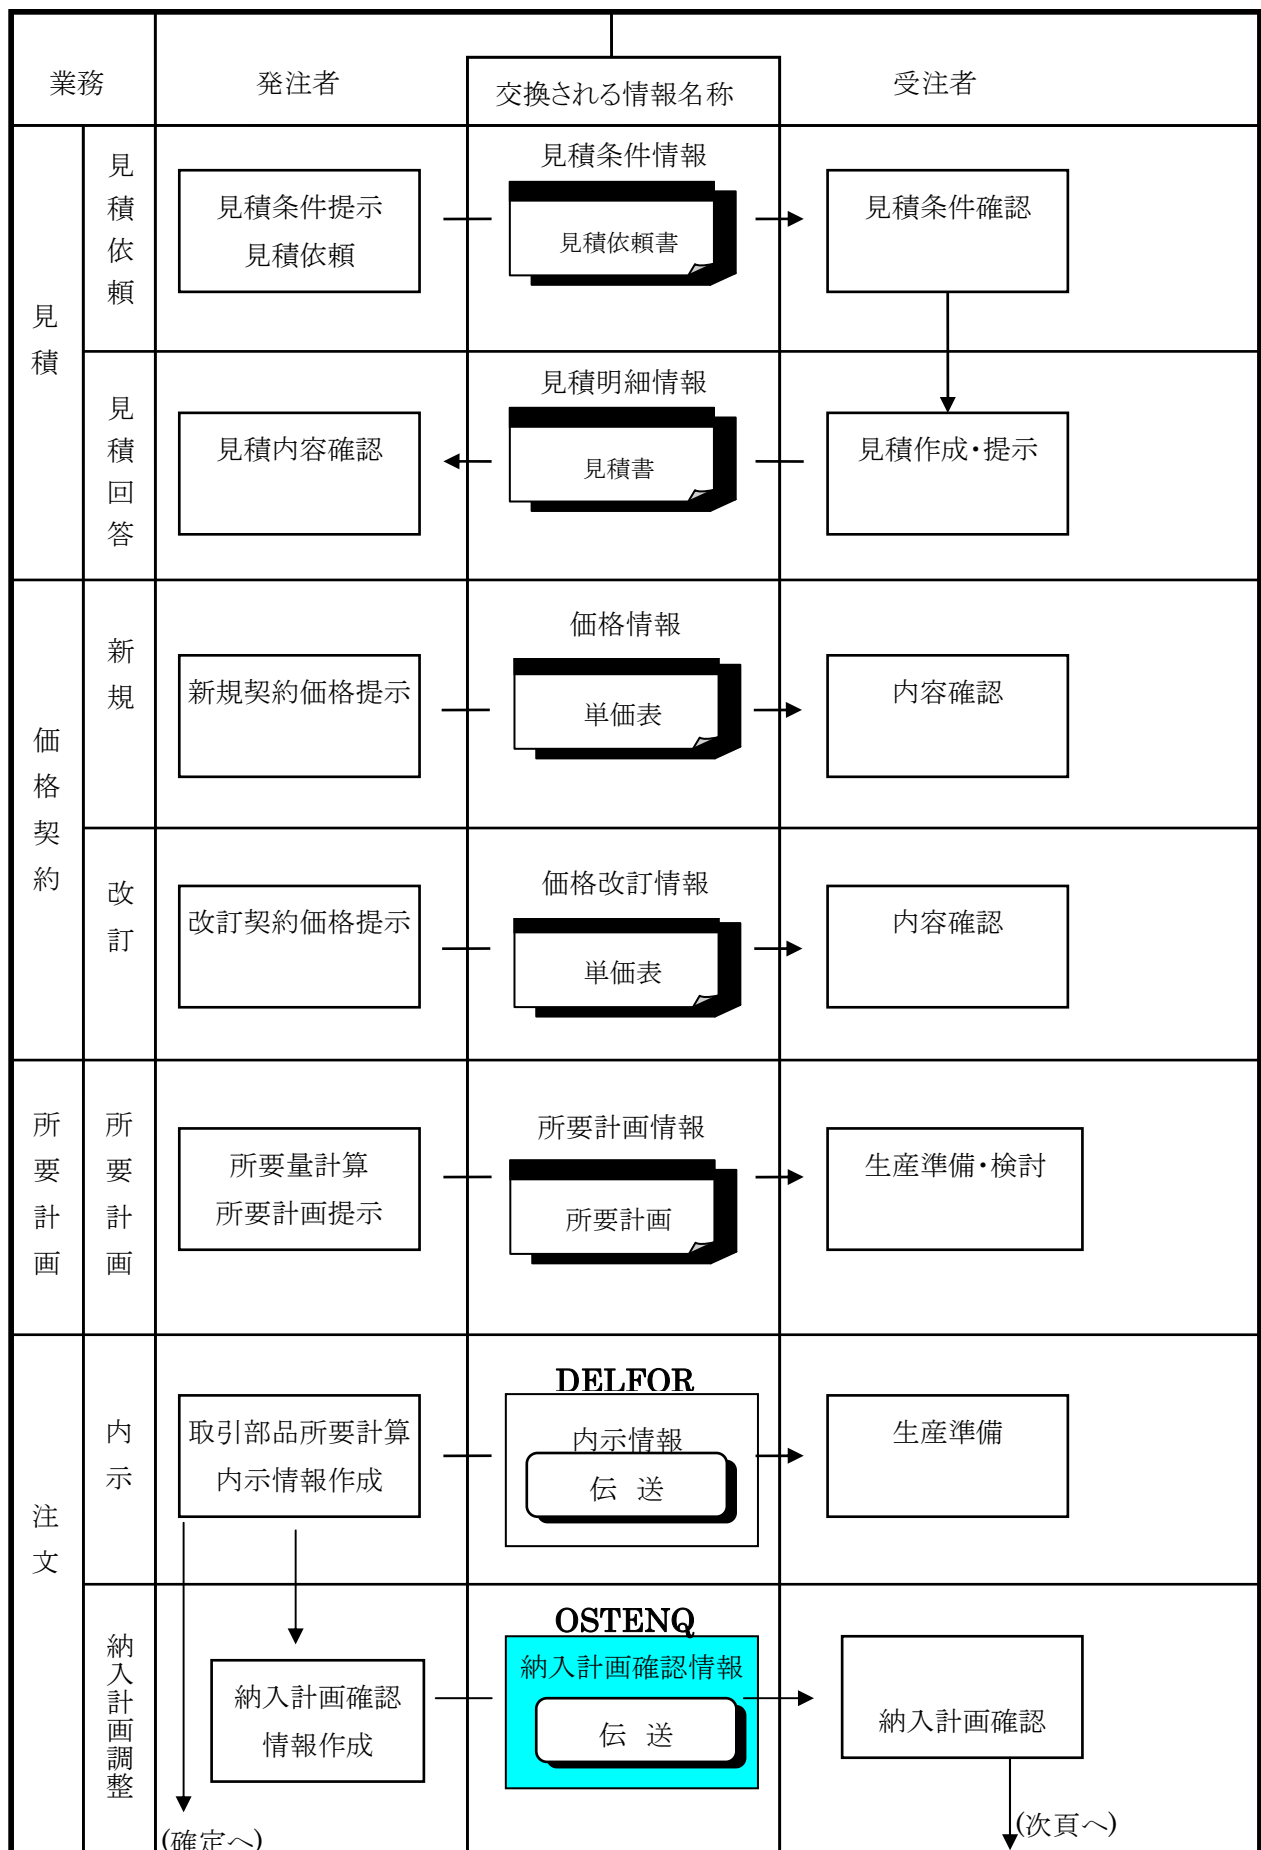 業務
発注者
交換される情報名称
受注者
見積
見積依頼
見積条件提示
見積依頼
見積条件情報
見積依頼書
見積条件確認
見積回答
見積内容確認
見積明細情報
見積書
見積作成・提示
価格契約
新規
新規契約価格提示
価格情報
単価表
内容確認
改訂
改訂契約価格提示
価格改訂情報
単価表
内容確認
所要計画
所要計画
所要量計算
所要計画提示
所要計画情報
所要計画
生産準備・検討
注文
内示
取引部品所要計算
内示情報作成
DELFOR
内示情報
伝 送
生産準備
納入計画調整
納入計画確認
情報作成
OSTENQ
納入計画確認情報
伝 送
納入計画確認
(確定へ)
(次頁へ)